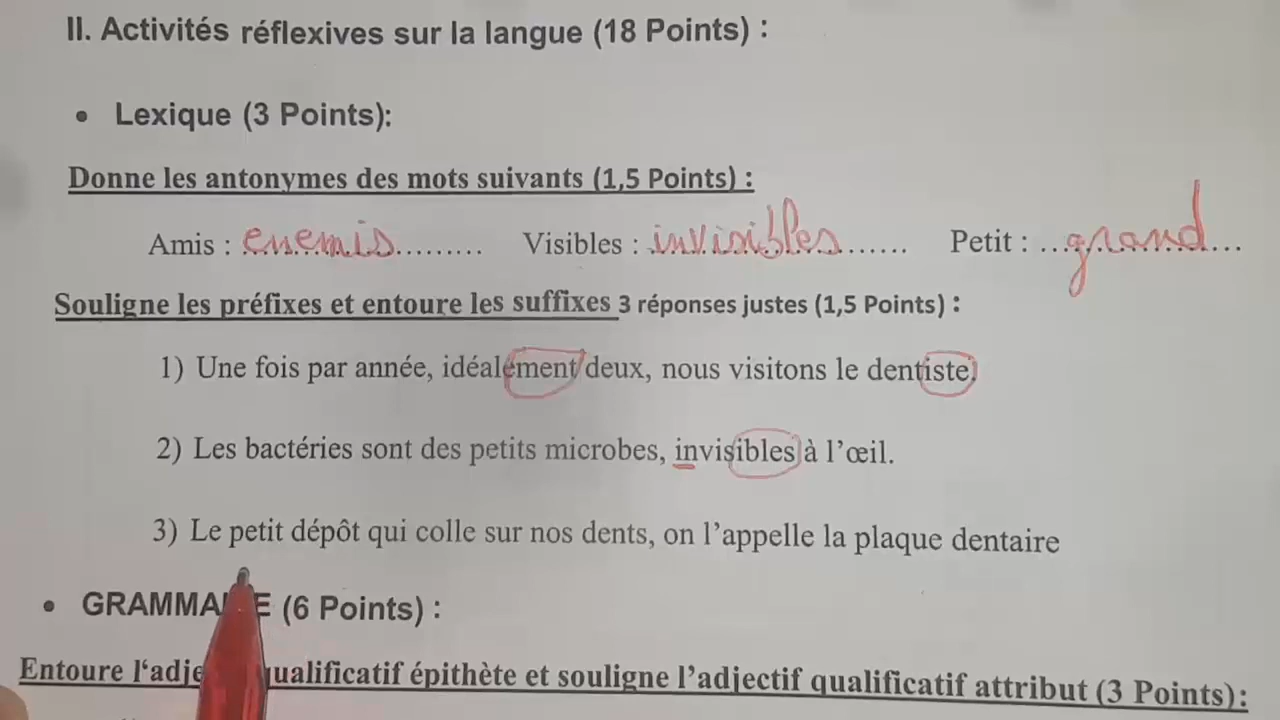 II. Activités réflexives sur la langue (18 Points) :
• Lexique (3 Points):
Donne les antonymes des mots suivants (1,5 Points) :
Amis : enemis........ Visibles : invisibles...... Petit : ..grand...
Souligne les préfixes et entoure les suffixes 3 réponses justes (1,5 Points) :
1) Une fois par année, idéalement deux, nous visitons le dentiste.
2) Les bactéries sont des petits microbes, invisibles à l'œil.
3) Le petit dépôt qui colle sur nos dents, on l'appelle la plaque dentaire
• (6 Points) :
Entoure qualificatif épithète et souligne l'adjectif qualificatif attribut (3 Points) :